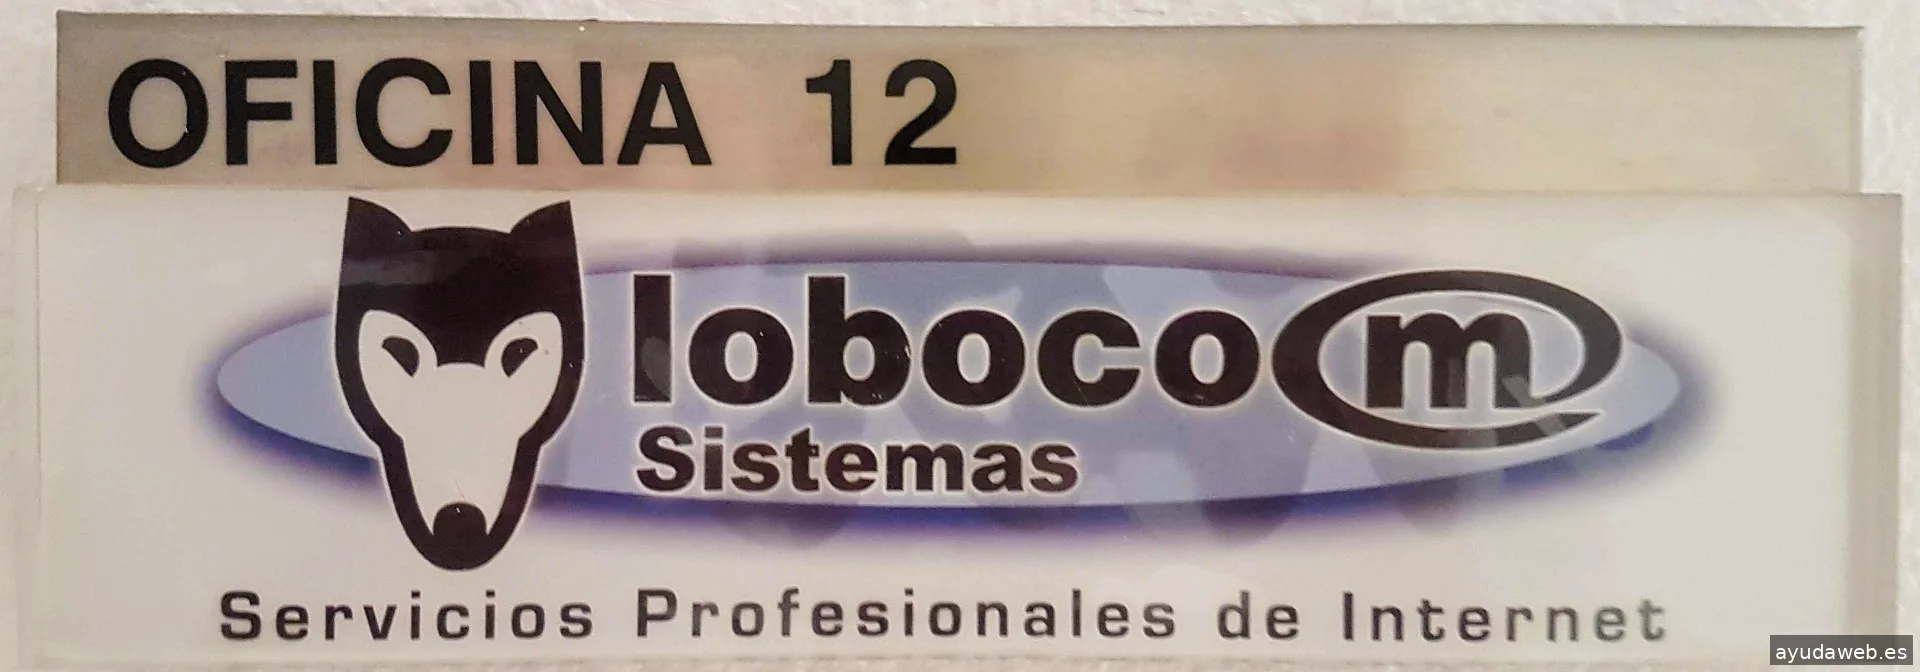 OFICINA 12
lobocom
Sistemas
Servicios Profesionales de Internet
ayudaweb.es